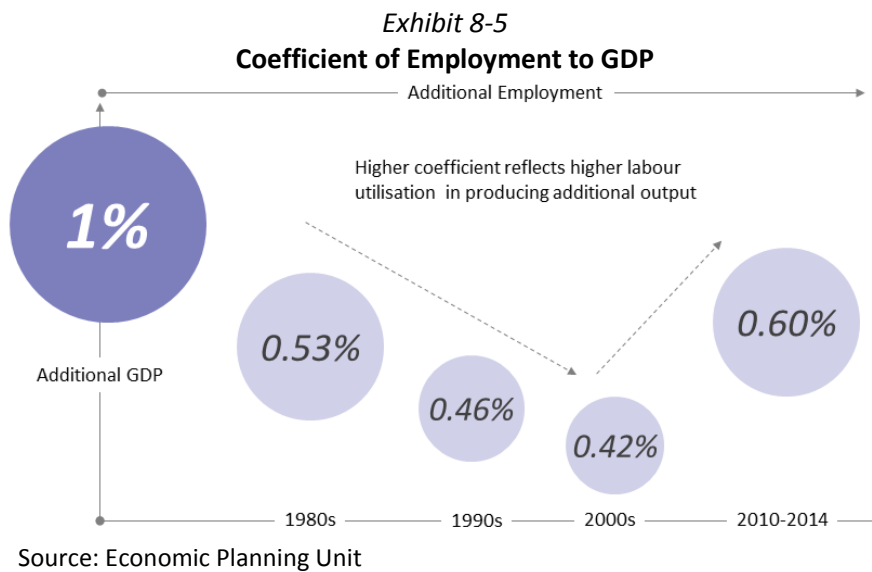 Exhibit 8-5
Coefficient of Employment to GDP
Additional Employment
Higher coefficient reflects higher labour
utilisation in producing additional output
1%
0.53%
0.46%
0.42%
0.60%
Additional GDP
1980s
1990s
2000s
2010-2014
Source: Economic Planning Unit